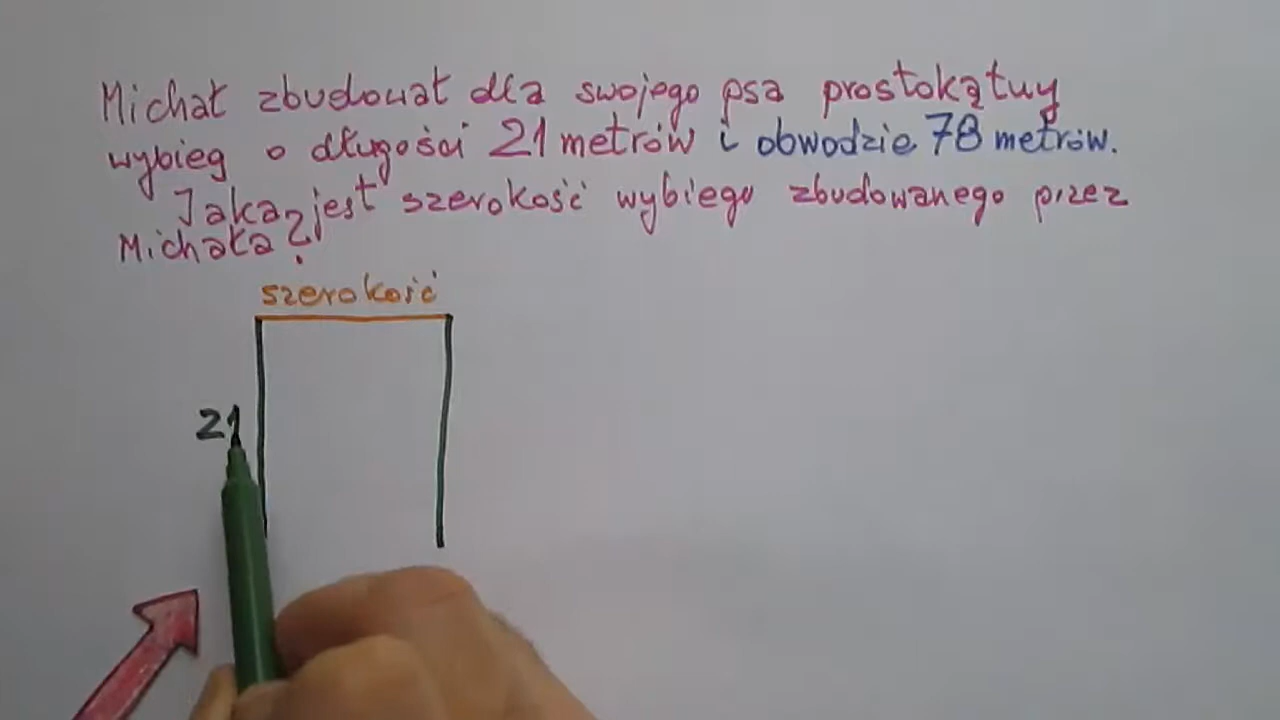 Michał zbudował dla swojego psa prostokątny
wybieg o długości 21 metrów i obwodzie 78 metrów.
Jaka jest szerokość wybiegu zbudowanego przez
Michała?
szerokość
21